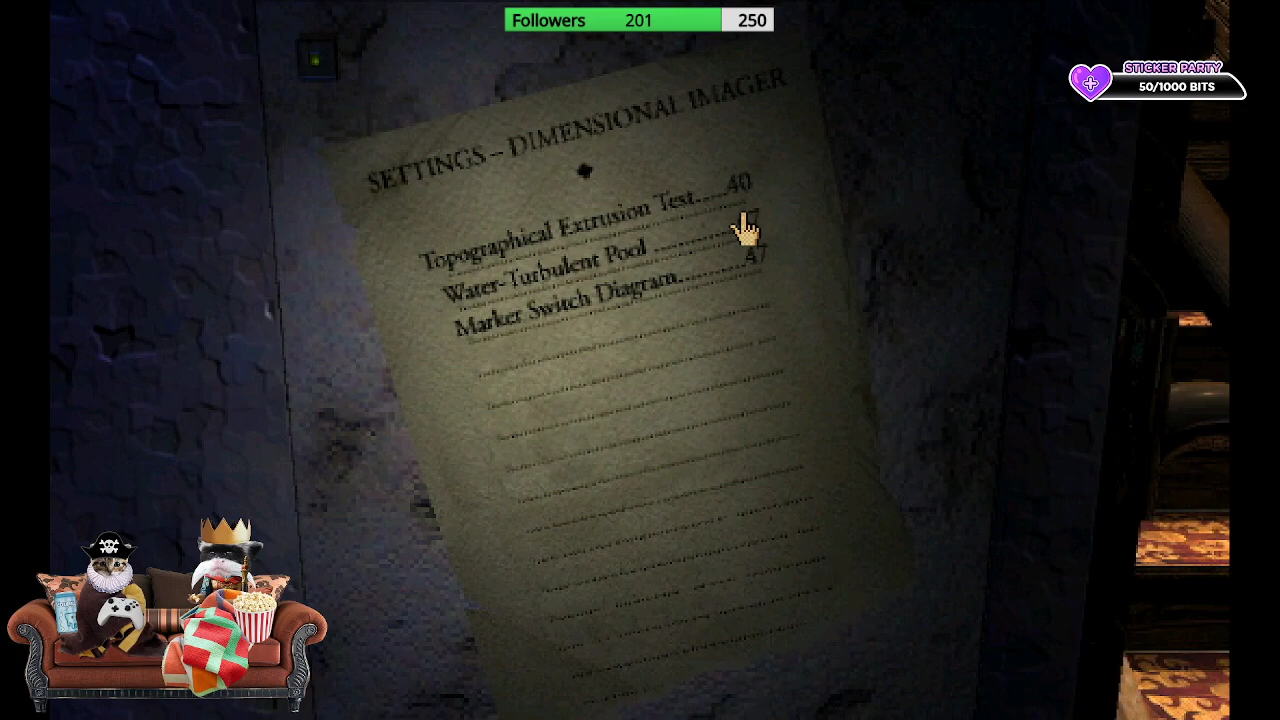 Followers 201 250
STICKER PARTY
50/1000 BITS
SETTINGS – DIMENSIONAL IMAGER
Topographical Extrusion Test.....40
Water-Turbulent Pool ............
Marker Switch Diagram...........47